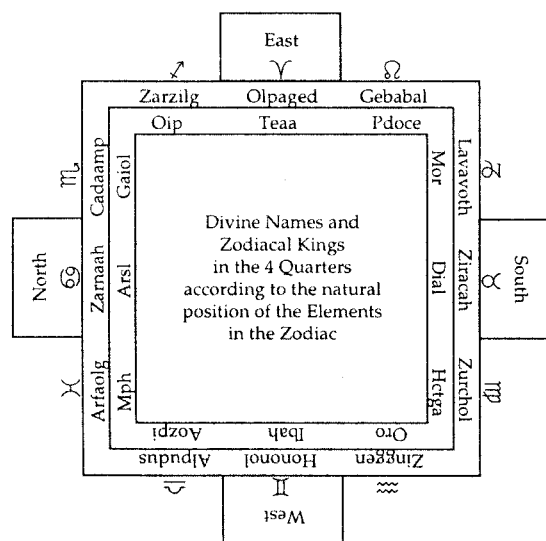 East
♐ ♈ ☊
Zarzilg Olpaged Gebabal
Oip Teaa Pdoce
♏
Cadaamp
Gaiol
Mor
Lavavoth
♑
North
♋
Zarnaah
Arsl
Divine Names and
Zodiacal Kings
in the 4 Quarters
according to the natural
position of the Elements
in the Zodiac
Dial
Ziracah
♉
South
♓
Arfaolg
Mph
Hctga
Zurchol
♍
Aozpi Ibah Oro
Alpudus Hononol Zinggen
♎ ♊ ♒
West